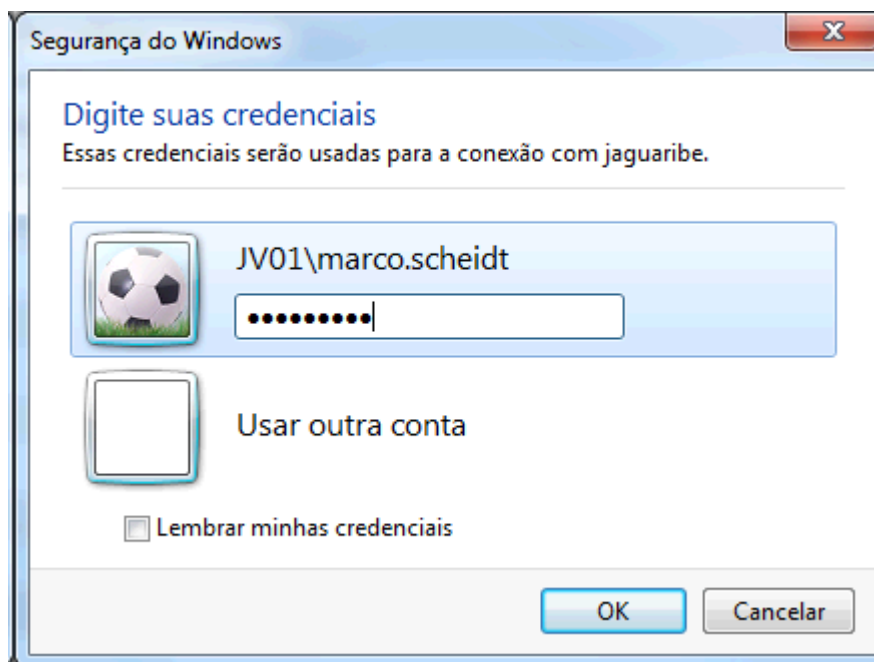 Segurança do Windows
Digite suas credenciais
Essas credenciais serão usadas para a conexão com jaguaribe.
JV01\marco.scheidt
•••••••••
Usar outra conta
Lembrar minhas credenciais
OK
Cancelar